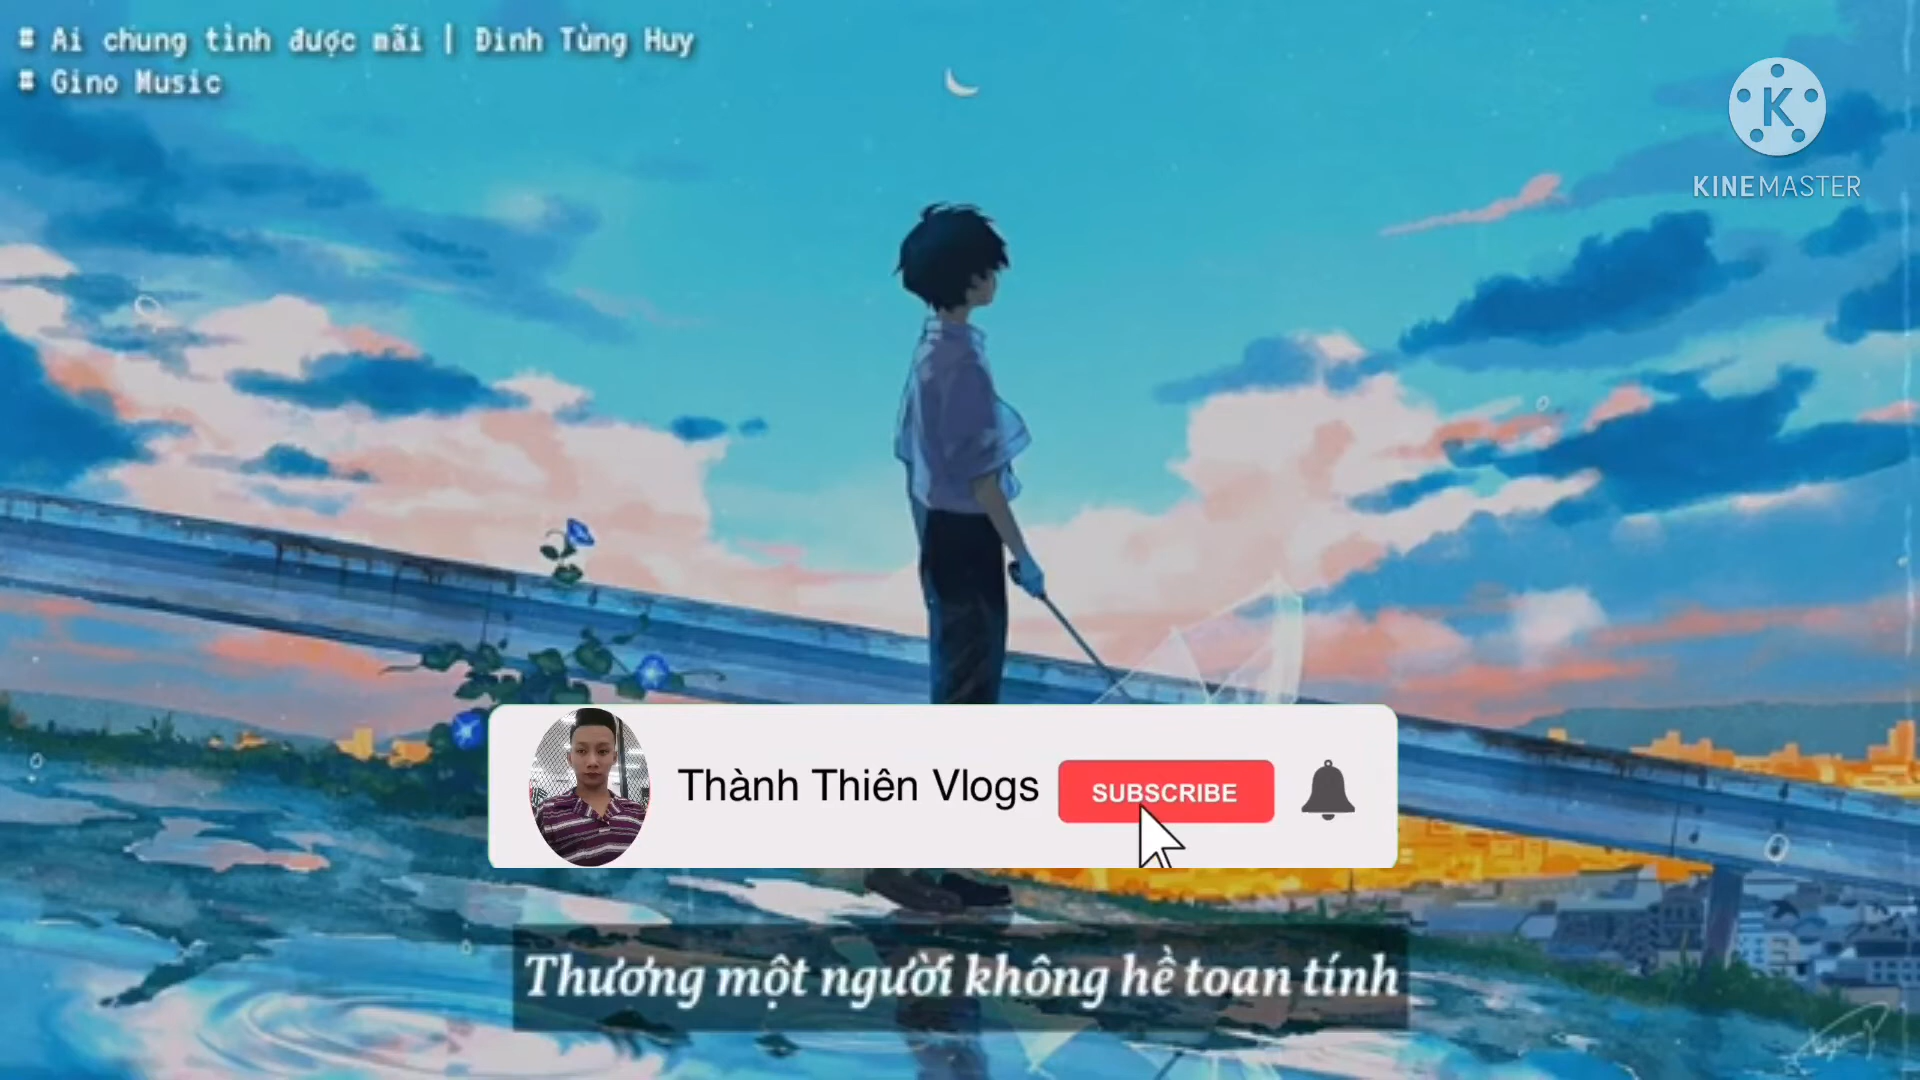 # Ai chung tình được mãi | Đinh Tùng Huy
# Gino Music
K
KINEMASTER
Thành Thiên Vlogs
SUBSCRIBE
Thương một người không hề toan tính